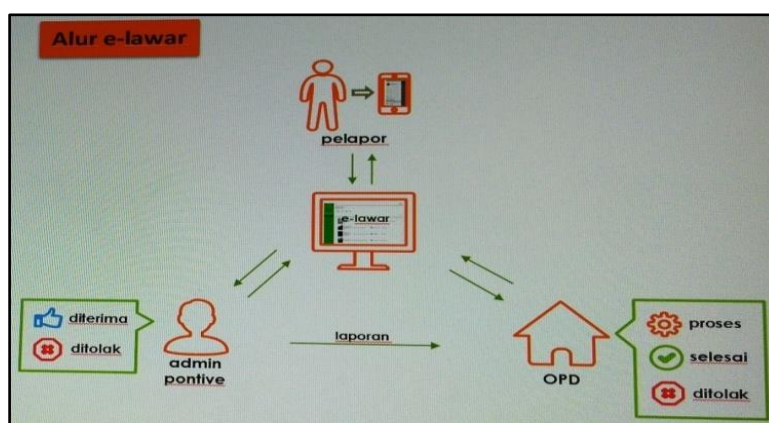 Alur e-lawar
pelapor
e-lawar
diterima
ditolak
admin
pontive
laporan
OPD
proses
selesai
ditolak